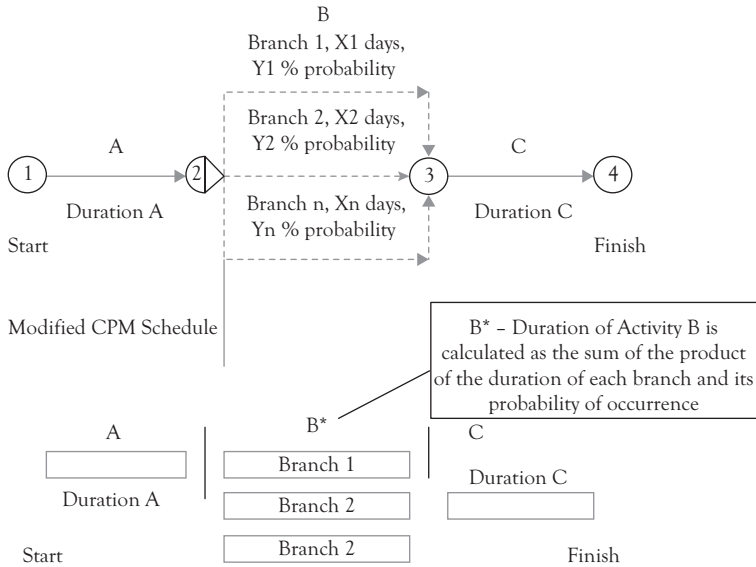 B
Branch 1, X1 days,
Y1 % probability
Branch 2, X2 days,
Y2 % probability
A
C
1
2
3
4
Duration A
Branch n, Xn days,
Yn % probability
Duration C
Start
Finish
Modified CPM Schedule
B* – Duration of Activity B is
calculated as the sum of the product
of the duration of each branch and its
probability of occurrence
A
B*
C
Branch 1
Duration A
Duration C
Branch 2
Start
Branch 2
Finish